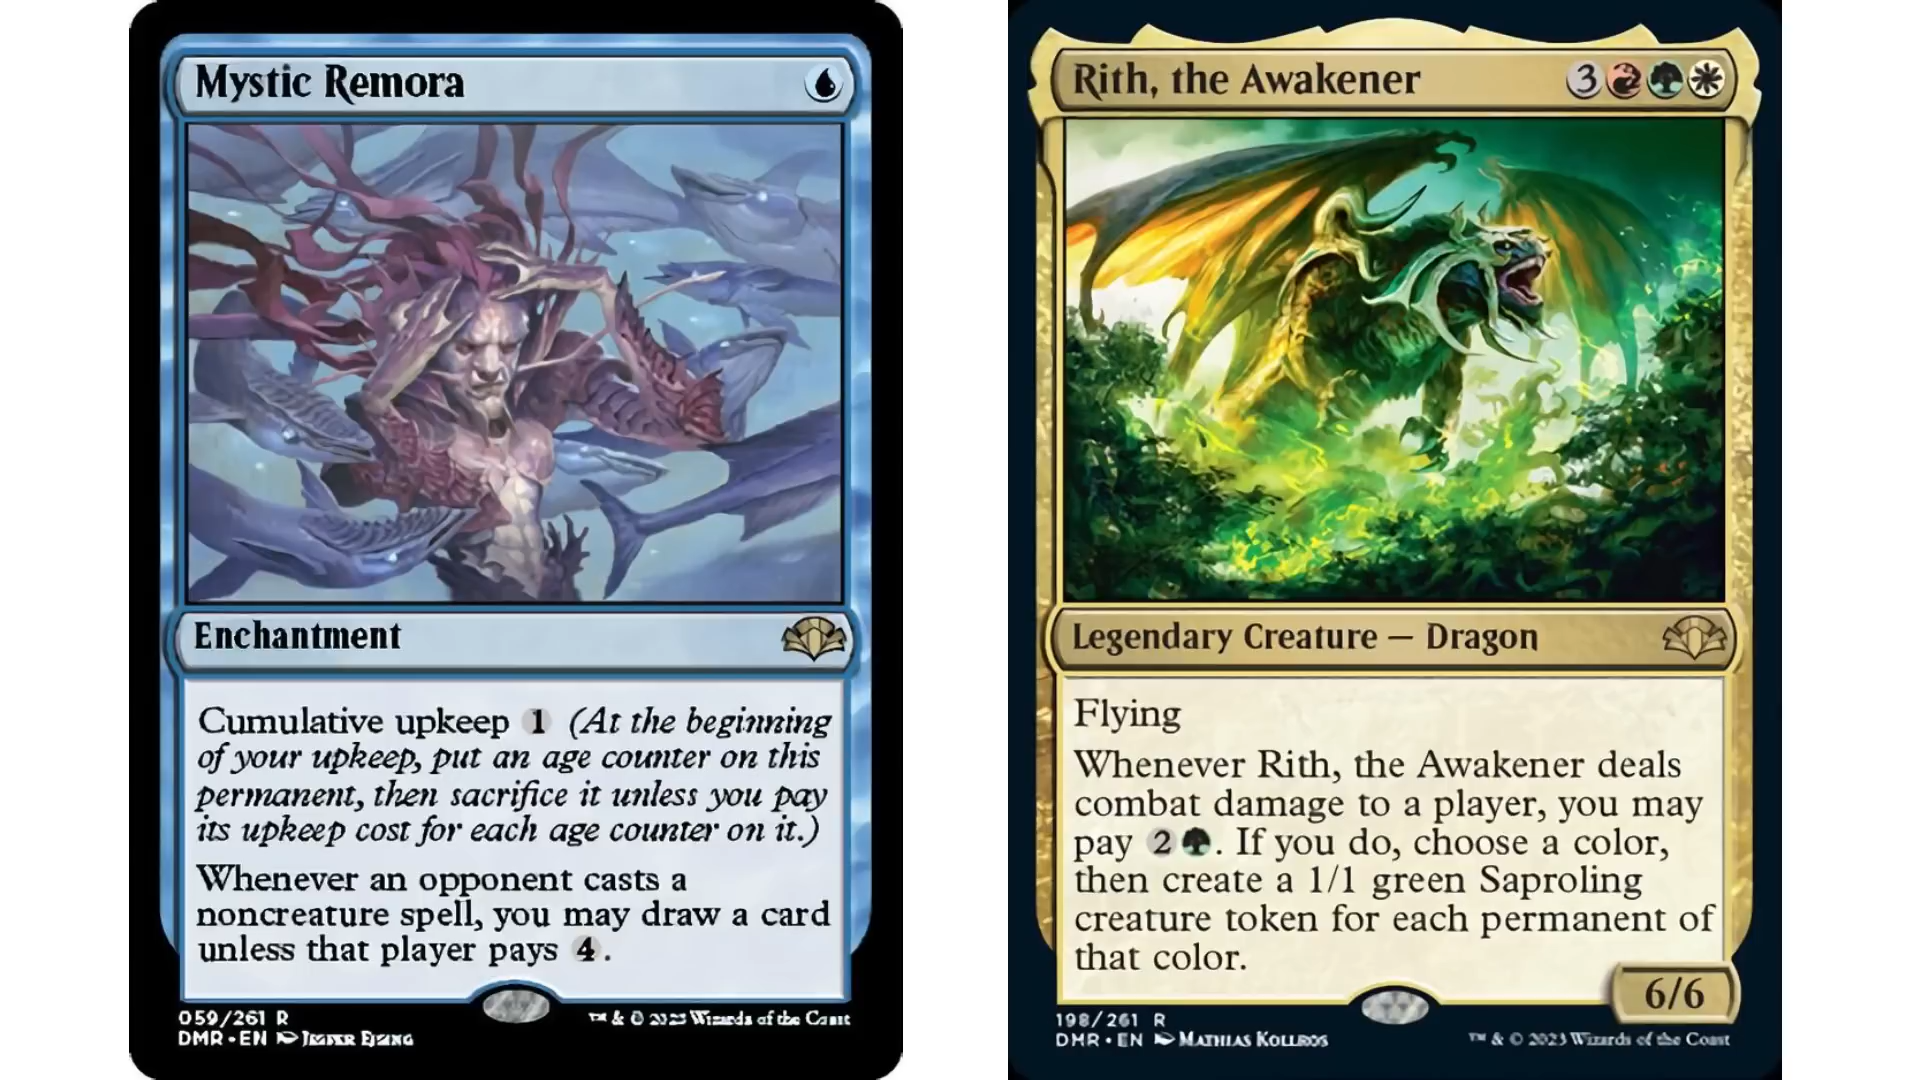 Mystic Remora
Enchantment
Cumulative upkeep 1 (At the beginning
of your upkeep, put an age counter on this
permanent, then sacrifice it unless you pay
its upkeep cost for each age counter on it.)
Whenever an opponent casts a
noncreature spell, you may draw a card
unless that player pays 4.
059/261 R
DMR • EN Jesper Ejsing
™ & © 2023 Wizards of the Coast
Rith, the Awakener 3
Legendary Creature — Dragon
Flying
Whenever Rith, the Awakener deals
combat damage to a player, you may
pay 2. If you do, choose a color,
then create a 1/1 green Saproling
creature token for each permanent of
that color.
6/6
198/261 R
DMR • EN Mathias Kollros
™ & © 2023 Wizards of the Coast